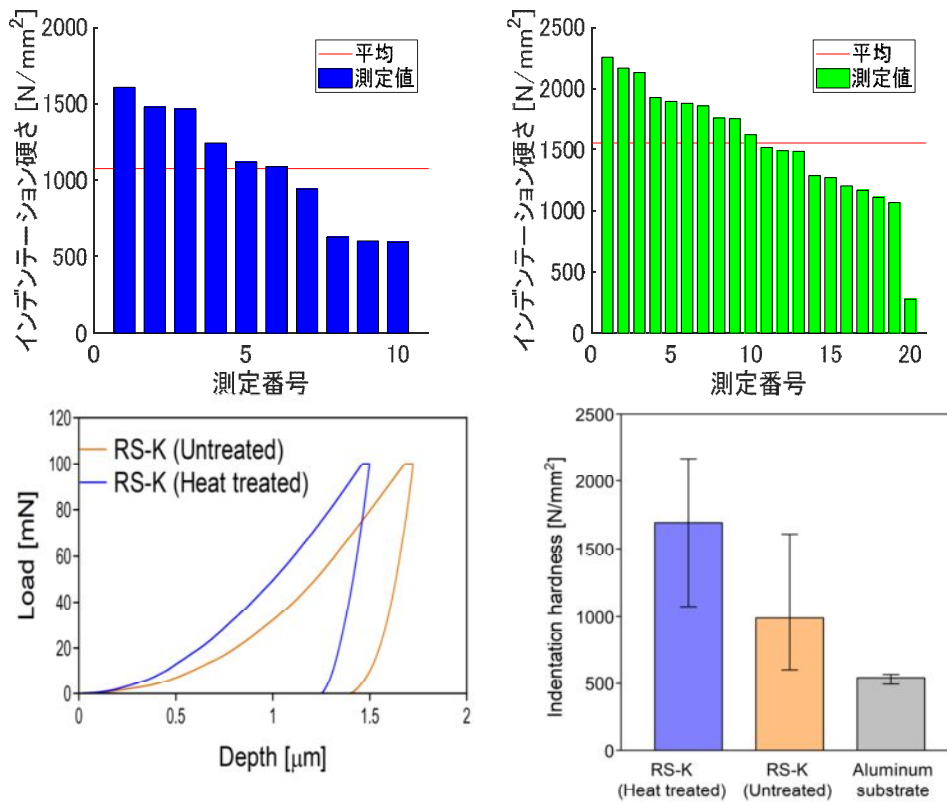 インデンテーション硬さ [N/mm²]
2000
1500
1000
500
0
平均
測定値
0
5
10
測定番号
インデンテーション硬さ [N/mm²]
2500
2000
1500
1000
500
0
平均
測定値
0
5
10
15
20
測定番号
Load [mN]
120
100
80
60
40
20
0
RS-K (Untreated)
RS-K (Heat treated)
0
0.5
1
1.5
2
Depth [μm]
Indentation hardness [N/mm²]
2500
2000
1500
1000
500
0
RS-K
(Heat treated)
RS-K
(Untreated)
Aluminum
substrate